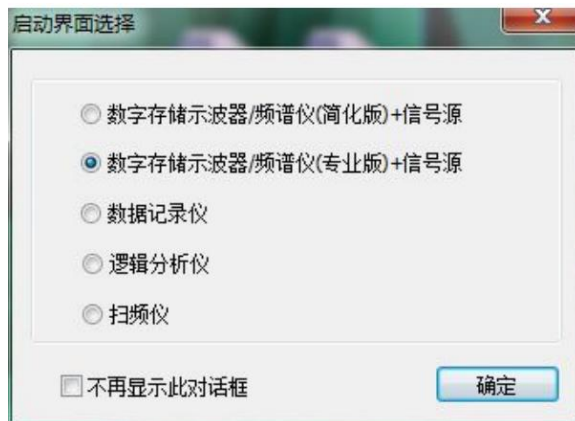 启动界面选择
数字存储示波器/频谱仪(简化版)+信号源
数字存储示波器/频谱仪(专业版)+信号源
数据记录仪
逻辑分析仪
扫频仪
不再显示此对话框
确定